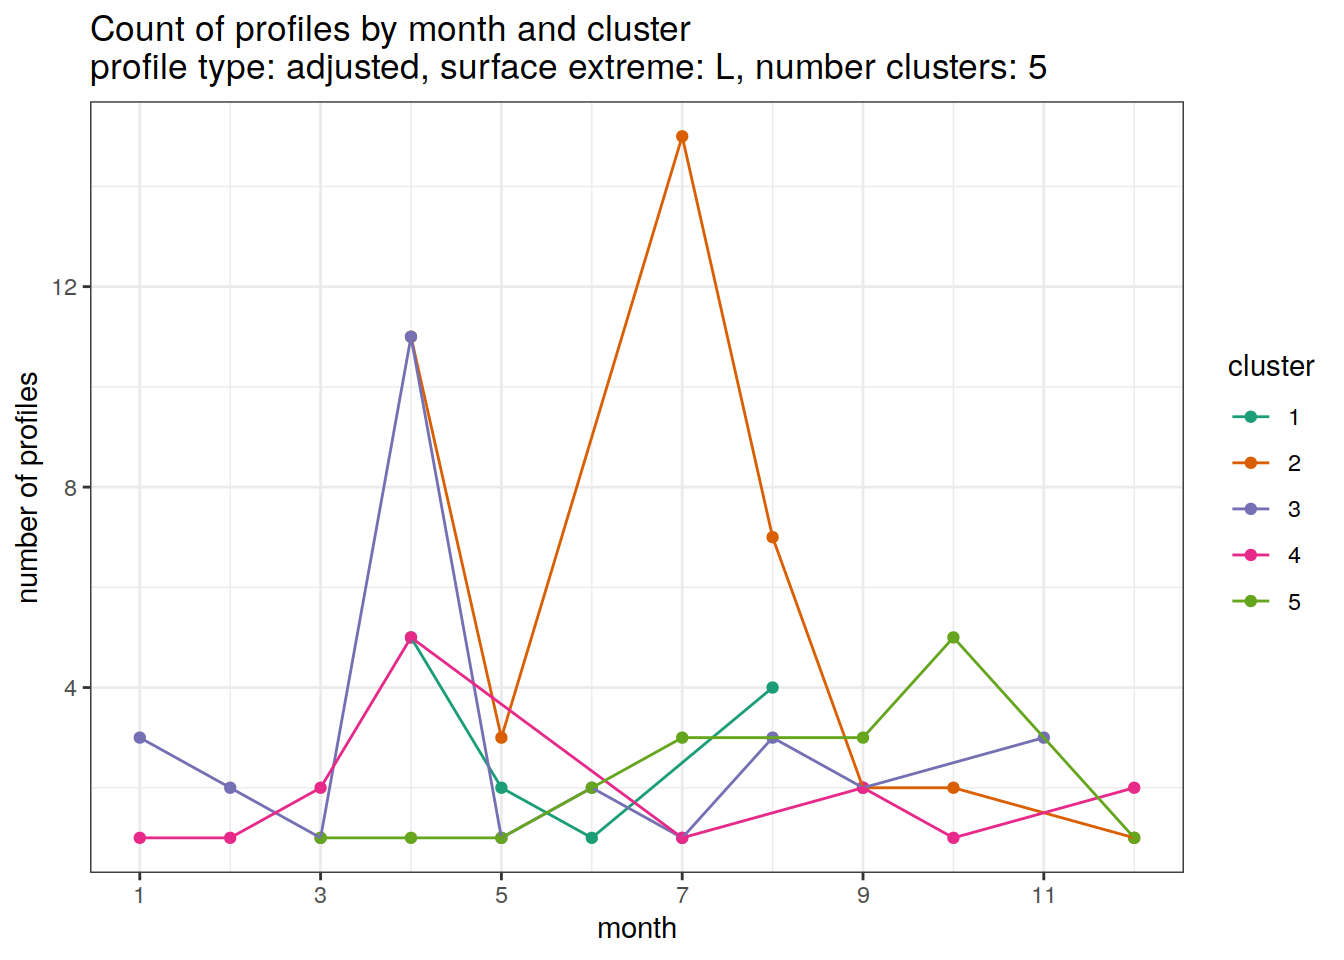 Count of profiles by month and cluster
profile type: adjusted, surface extreme: L, number clusters: 5
12
8
4
number of profiles
1 3 5 7 9 11
month
cluster
1
2
3
4
5